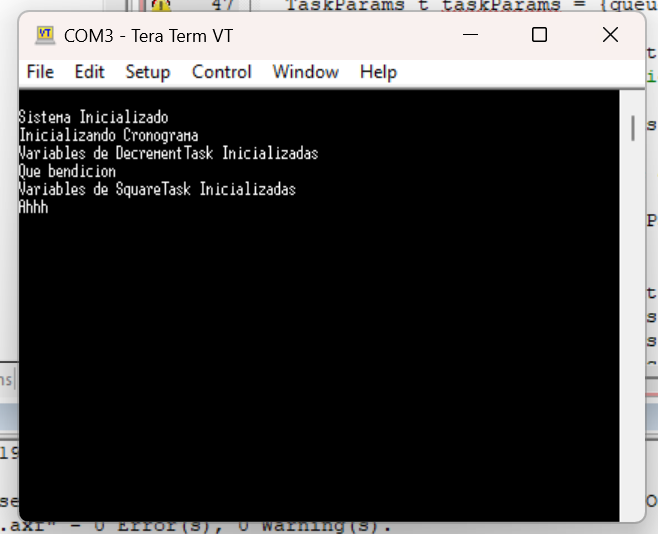 47
TaskParams_t taskParams = {queu
COM3 - Tera Term VT
File Edit Setup Control Window Help
Sistema Inicializado
Inicializando Cronograma
Variables de DecrementTask Inicializadas
Que bendicion
Variables de SquareTask Inicializadas
Ahhh
.axf" - 0 Error(s), 0 Warning(s).